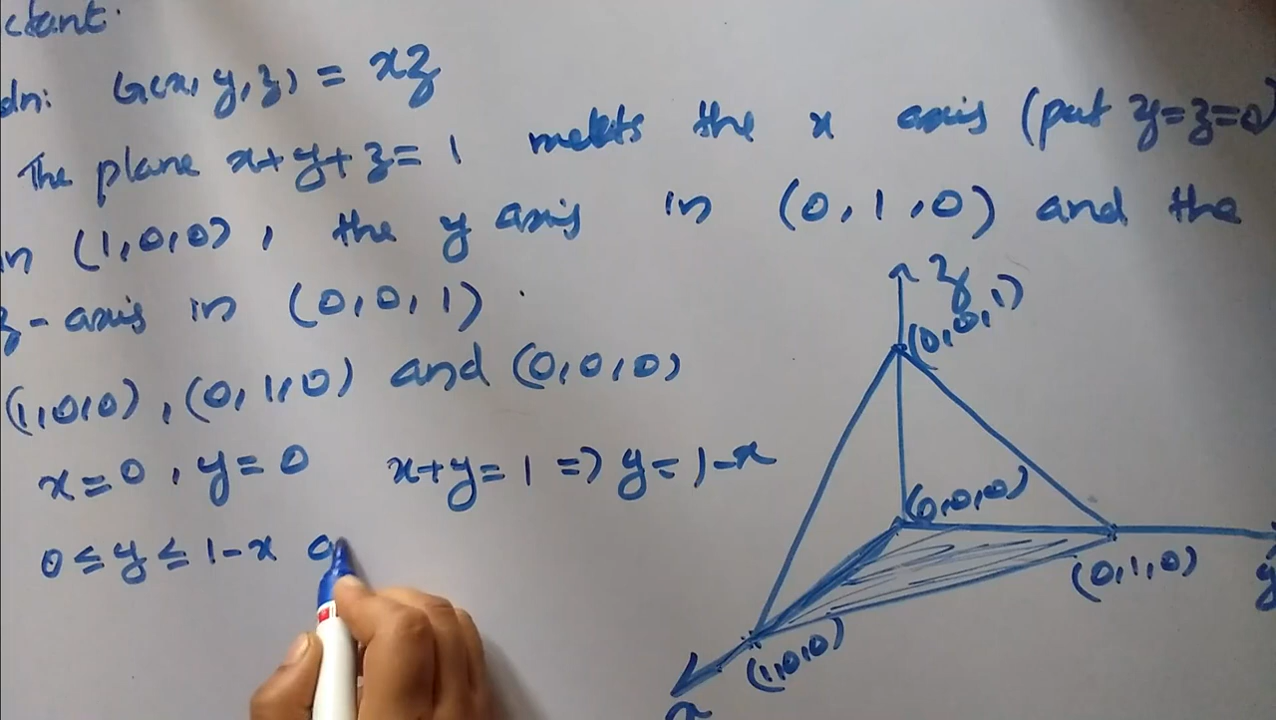 ctant.
dn: G(x, y, z) = xz
The plane x+y+z = 1 meets the x axis (put y=z=0)
in (1,0,0), the y axis in (0,1,0) and the
z-axis in (0,0,1).
(1,0,0), (0,1,0) and (0,0,0)
x=0, y=0 x+y=1 => y=1-x
0 ≤ y ≤ 1-x a
z
(0,0,1)
(0,0,0)
(0,1,0)
y
(1,0,0)
x